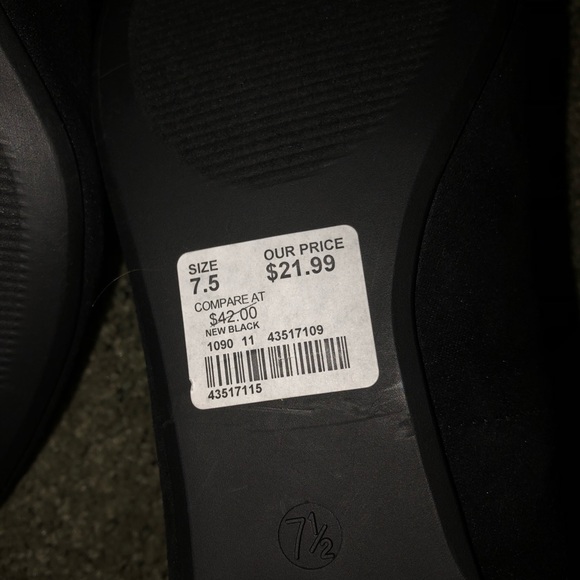 SIZE OUR PRICE
7.5 $21.99
COMPARE AT
$42.00
NEW BLACK
1090 11 43517109
43517115
7½